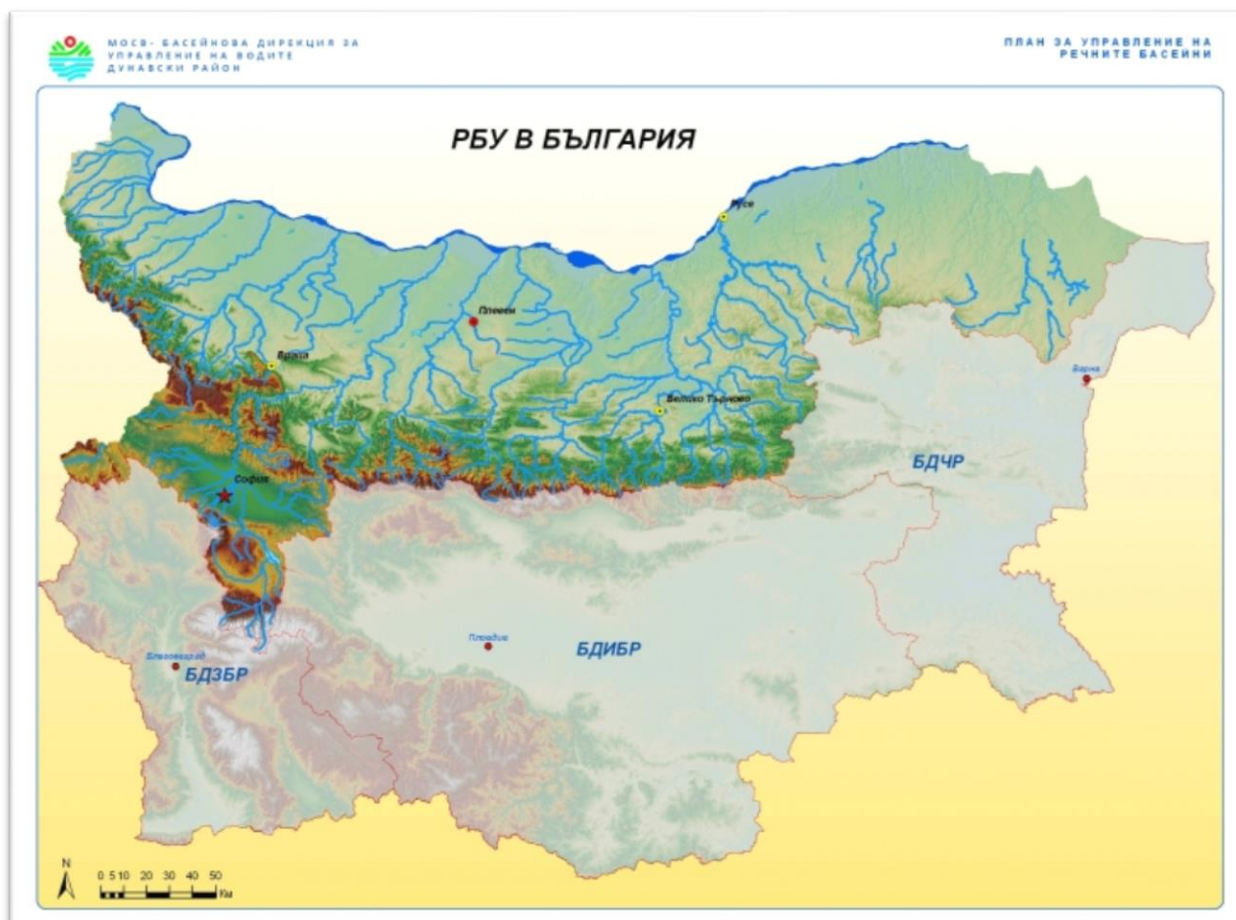 МОСВ- БАСЕЙНОВА ДИРЕКЦИЯ ЗА
УПРАВЛЕНИЕ НА ВОДИТЕ
ДУНАВСКИ РАЙОН
ПЛАН ЗА УПРАВЛЕНИЕ НА
РЕЧНИТЕ БАСЕЙНИ
РБУ В БЪЛГАРИЯ
Русе
Плевен
Враца
Варна
Велико Търново
БДЧР
София
Пловдив
БДИБР
Благоевград
БДЗБР
N
0 5 10 20 30 40 50
Км